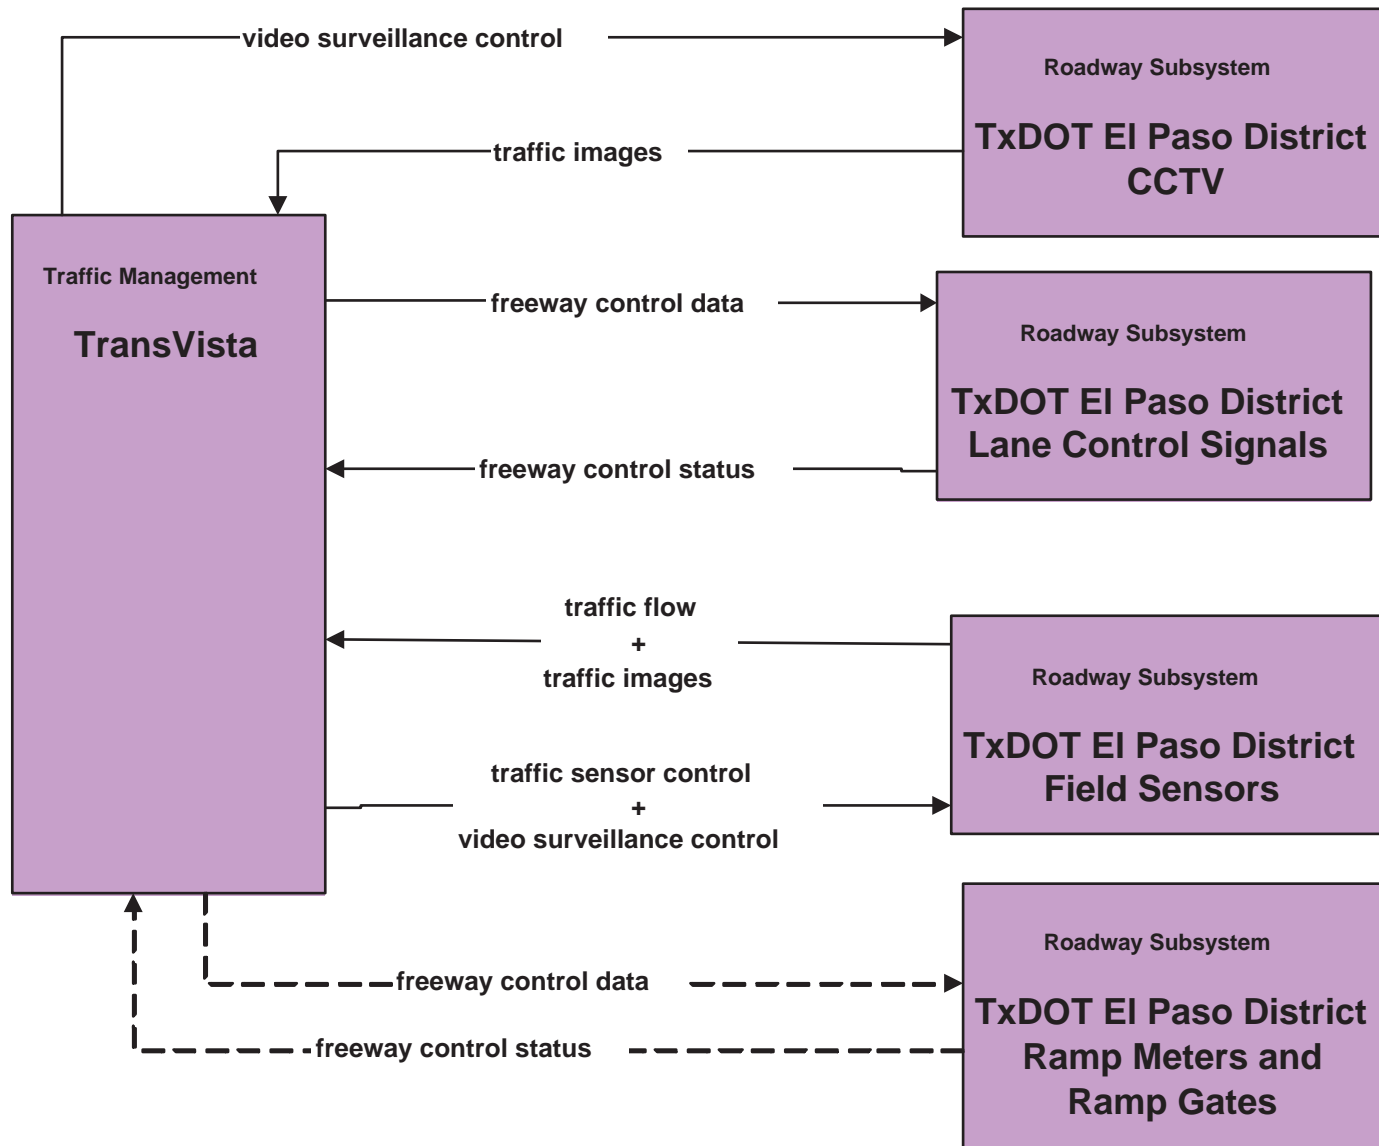 video surveillance control
Roadway Subsystem
TxDOT El Paso District
CCTV
traffic images
Traffic Management
TransVista
freeway control data
Roadway Subsystem
TxDOT El Paso District
Lane Control Signals
freeway control status
traffic flow
+
traffic images
Roadway Subsystem
TxDOT El Paso District
Field Sensors
traffic sensor control
+
video surveillance control
Roadway Subsystem
TxDOT El Paso District
Ramp Meters and
Ramp Gates
freeway control data
freeway control status